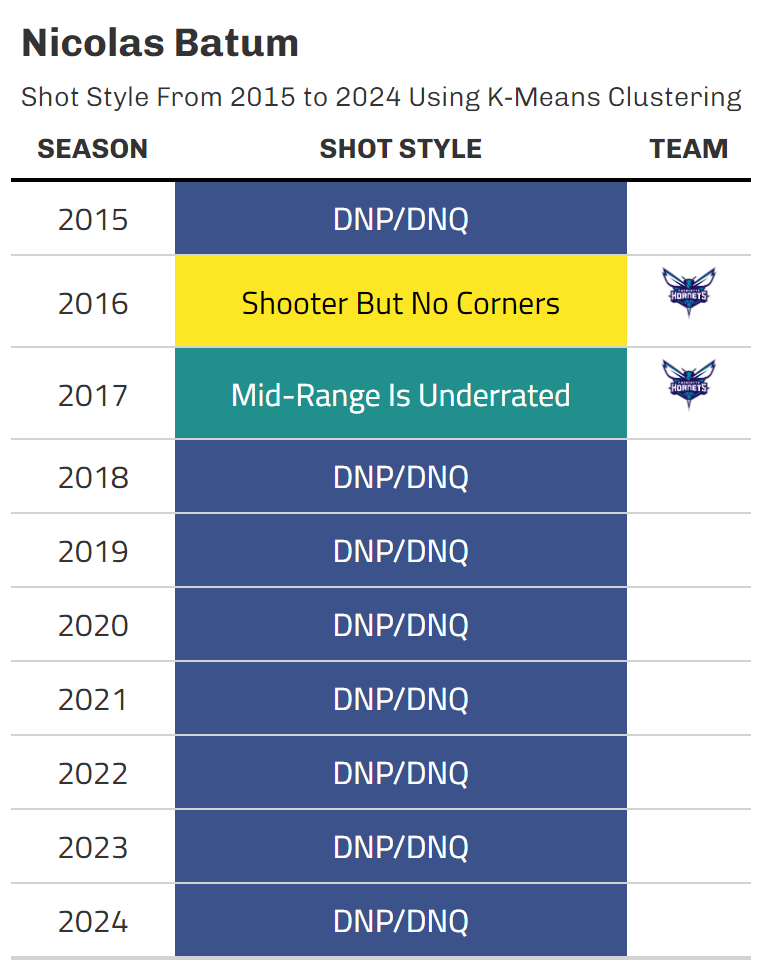 Nicolas Batum
Shot Style From 2015 to 2024 Using K-Means Clustering
SEASON SHOT STYLE TEAM
2015 DNP/DNQ
2016 Shooter But No Corners HORNETS
2017 Mid-Range Is Underrated HORNETS
2018 DNP/DNQ
2019 DNP/DNQ
2020 DNP/DNQ
2021 DNP/DNQ
2022 DNP/DNQ
2023 DNP/DNQ
2024 DNP/DNQ